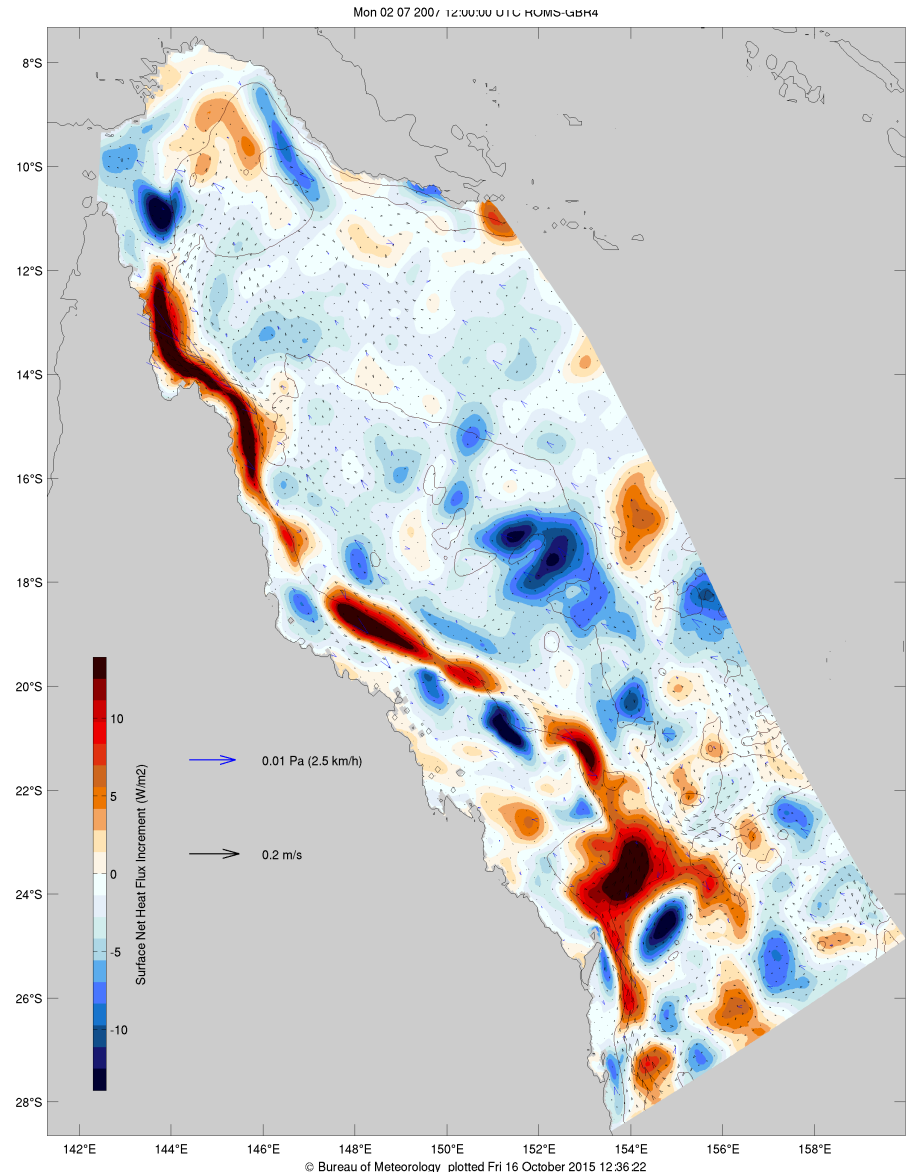 Mon 02 07 2007 12:00:00 UTC ROMS-GBR4
8°S
10°S
12°S
14°S
16°S
18°S
20°S
22°S
24°S
26°S
28°S
10
5
0
-5
-10
Surface Net Heat Flux Increment (W/m2)
0.01 Pa (2.5 km/h)
0.2 m/s
142°E
144°E
146°E
148°E
150°E
152°E
154°E
156°E
158°E
© Bureau of Meteorology plotted Fri 16 October 2015 12:36:22